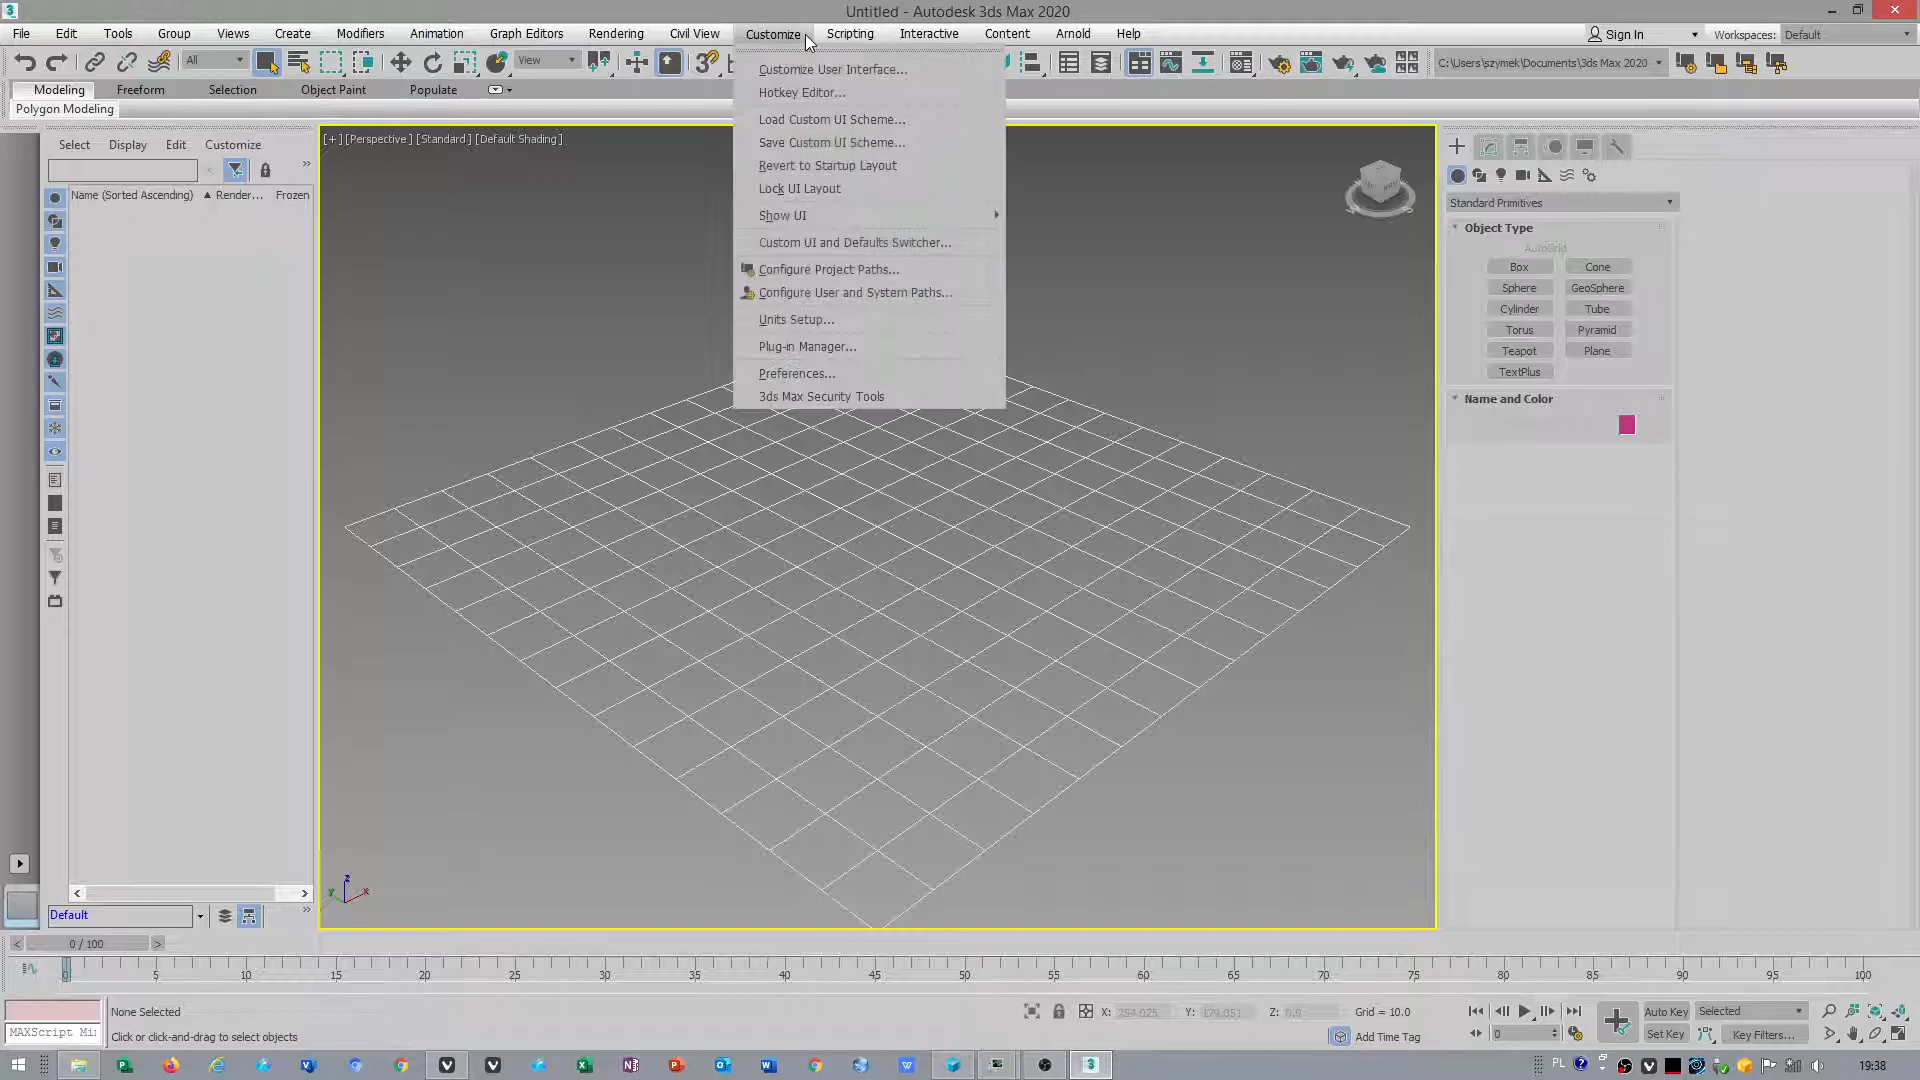 Untitled - Autodesk 3ds Max 2020
File Edit Tools Group Views Create Modifiers Animation Graph Editors Rendering Civil View Customize Scripting Interactive Content Arnold Help Sign In Workspaces: Default
All View C:\Users\szymek\Documents\3ds Max 2020
Modeling Freeform Selection Object Paint Populate
Polygon Modeling
Customize User Interface...
Hotkey Editor...
Load Custom UI Scheme...
Save Custom UI Scheme...
Revert to Startup Layout
Lock UI Layout
Show UI
Custom UI and Defaults Switcher...
Configure Project Paths...
Configure User and System Paths...
Units Setup...
Plug-in Manager...
Preferences...
3ds Max Security Tools
Select Display Edit Customize
Name (Sorted Ascending) Render... Frozen
[+] [Perspective] [Standard] [Default Shading]
Standard Primitives
Object Type
AutoGrid
Box Cone
Sphere GeoSphere
Cylinder Tube
Torus Pyramid
Teapot Plane
TextPlus
Name and Color
z
y x
Default
< 0 / 100 >
0 5 10 15 20 25 30 35 40 45 50 55 60 65 70 75 80 85 90 95 100
None Selected X: 254.025 Y: 179.051 Z: 0.0 Grid = 10.0 Auto Key Selected
MAXScript Mi Click or click-and-drag to select objects Add Time Tag 0 Set Key Key Filters...
PL 19:38